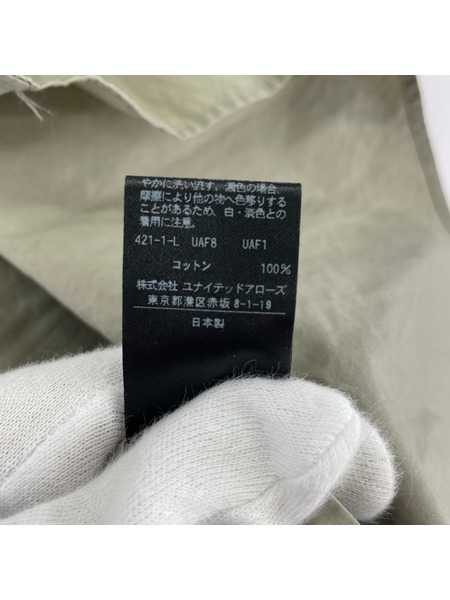 やかに洗い流す。濃色の場合、
摩擦により他の物へ色移りする
ことがあるため、白・淡色との
着用に注意。
421-1-L UAF8 UAF1
コットン 100%
株式会社 ユナイテッドアローズ
東京都港区赤坂 8-1-19
日本製